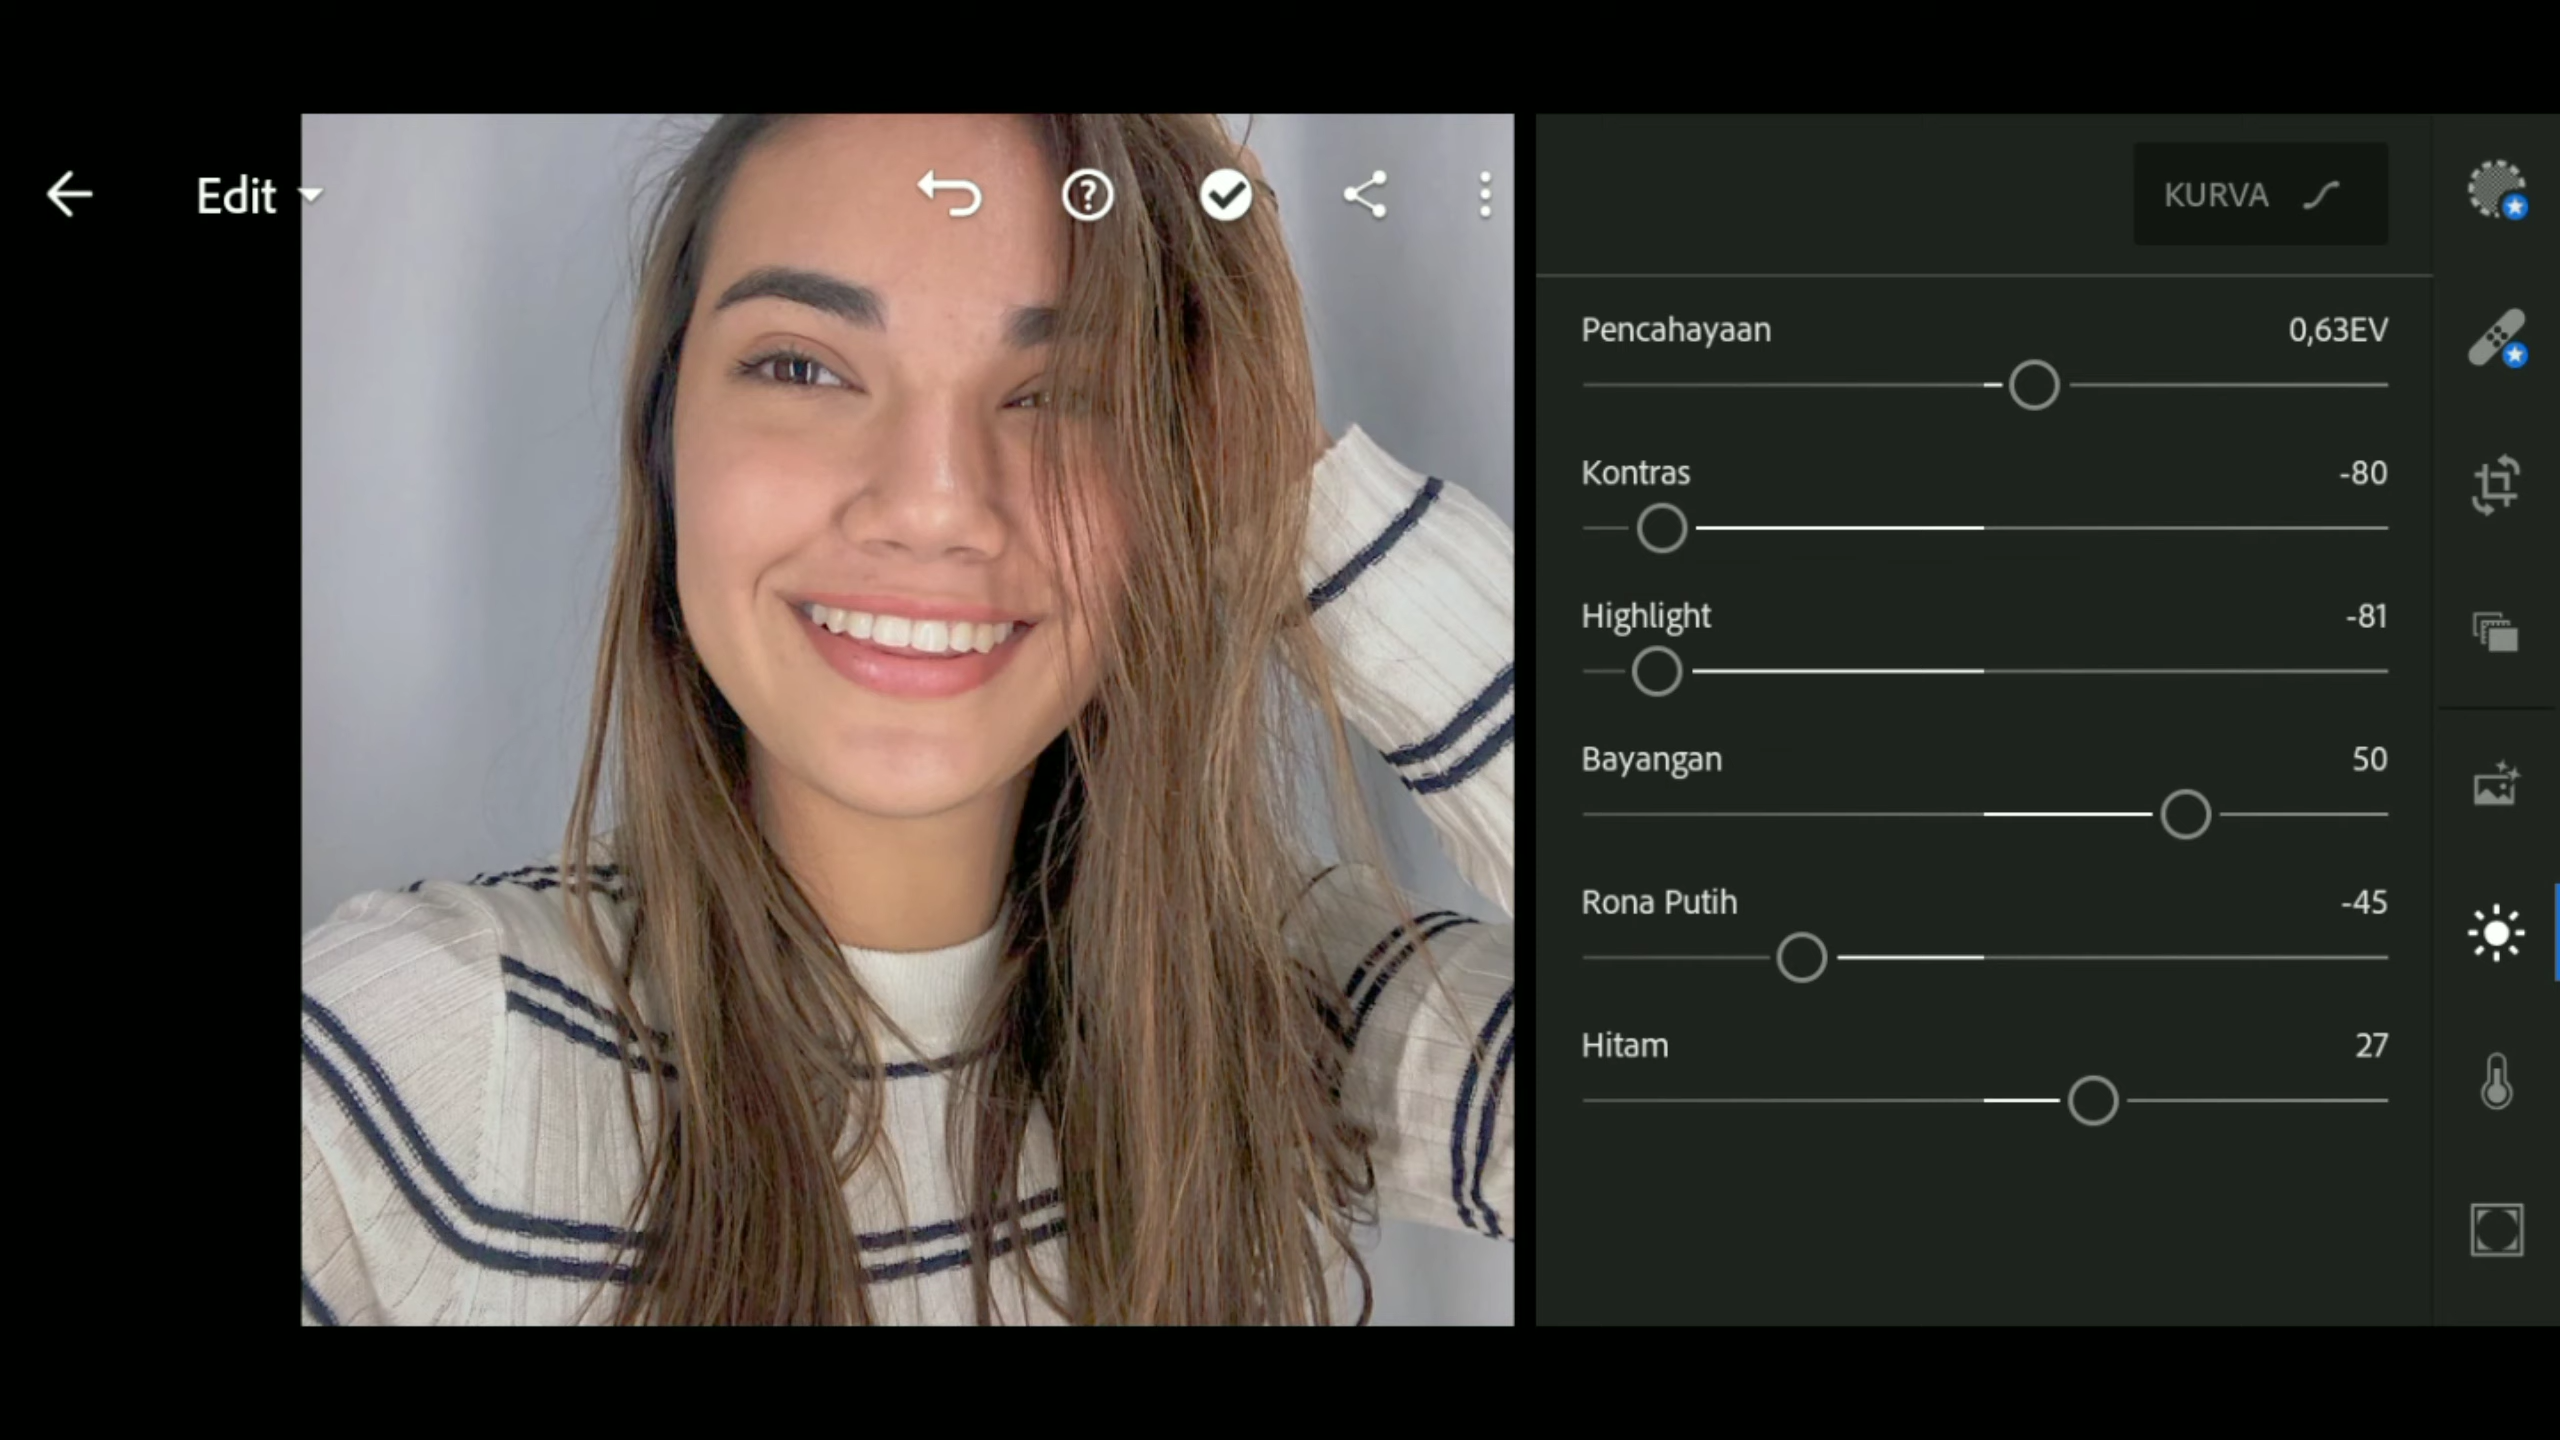 Edit
KURVA
Pencahayaan 0,63EV
Kontras -80
Highlight -81
Bayangan 50
Rona Putih -45
Hitam 27